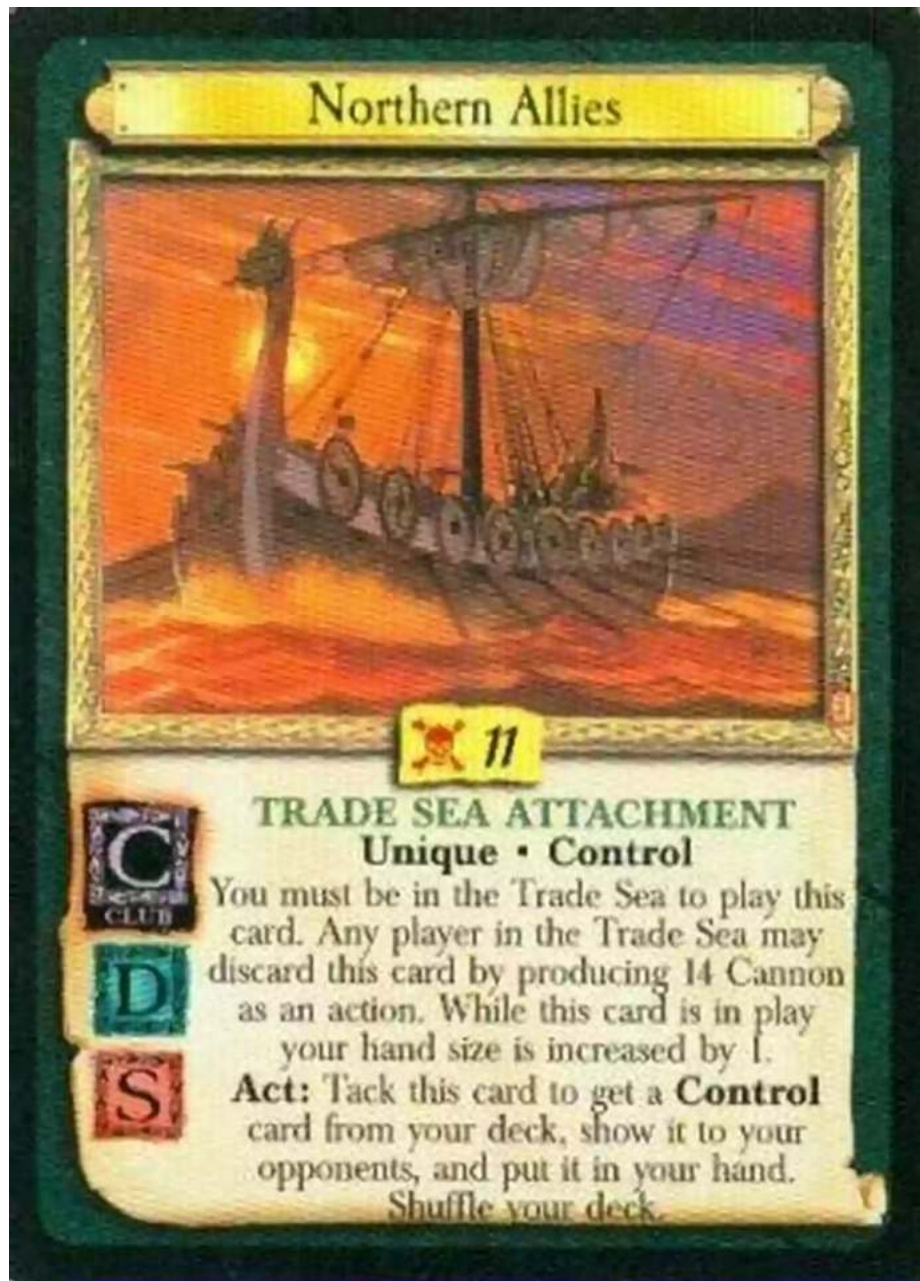 Northern Allies
11
TRADE SEA ATTACHMENT
Unique • Control
C
CLUB
You must be in the Trade Sea to play this
card. Any player in the Trade Sea may
discard this card by producing 14 Cannon
D
as an action. While this card is in play
your hand size is increased by 1.
S
Act: Tack this card to get a Control
card from your deck, show it to your
opponents, and put it in your hand.
Shuffle your deck.